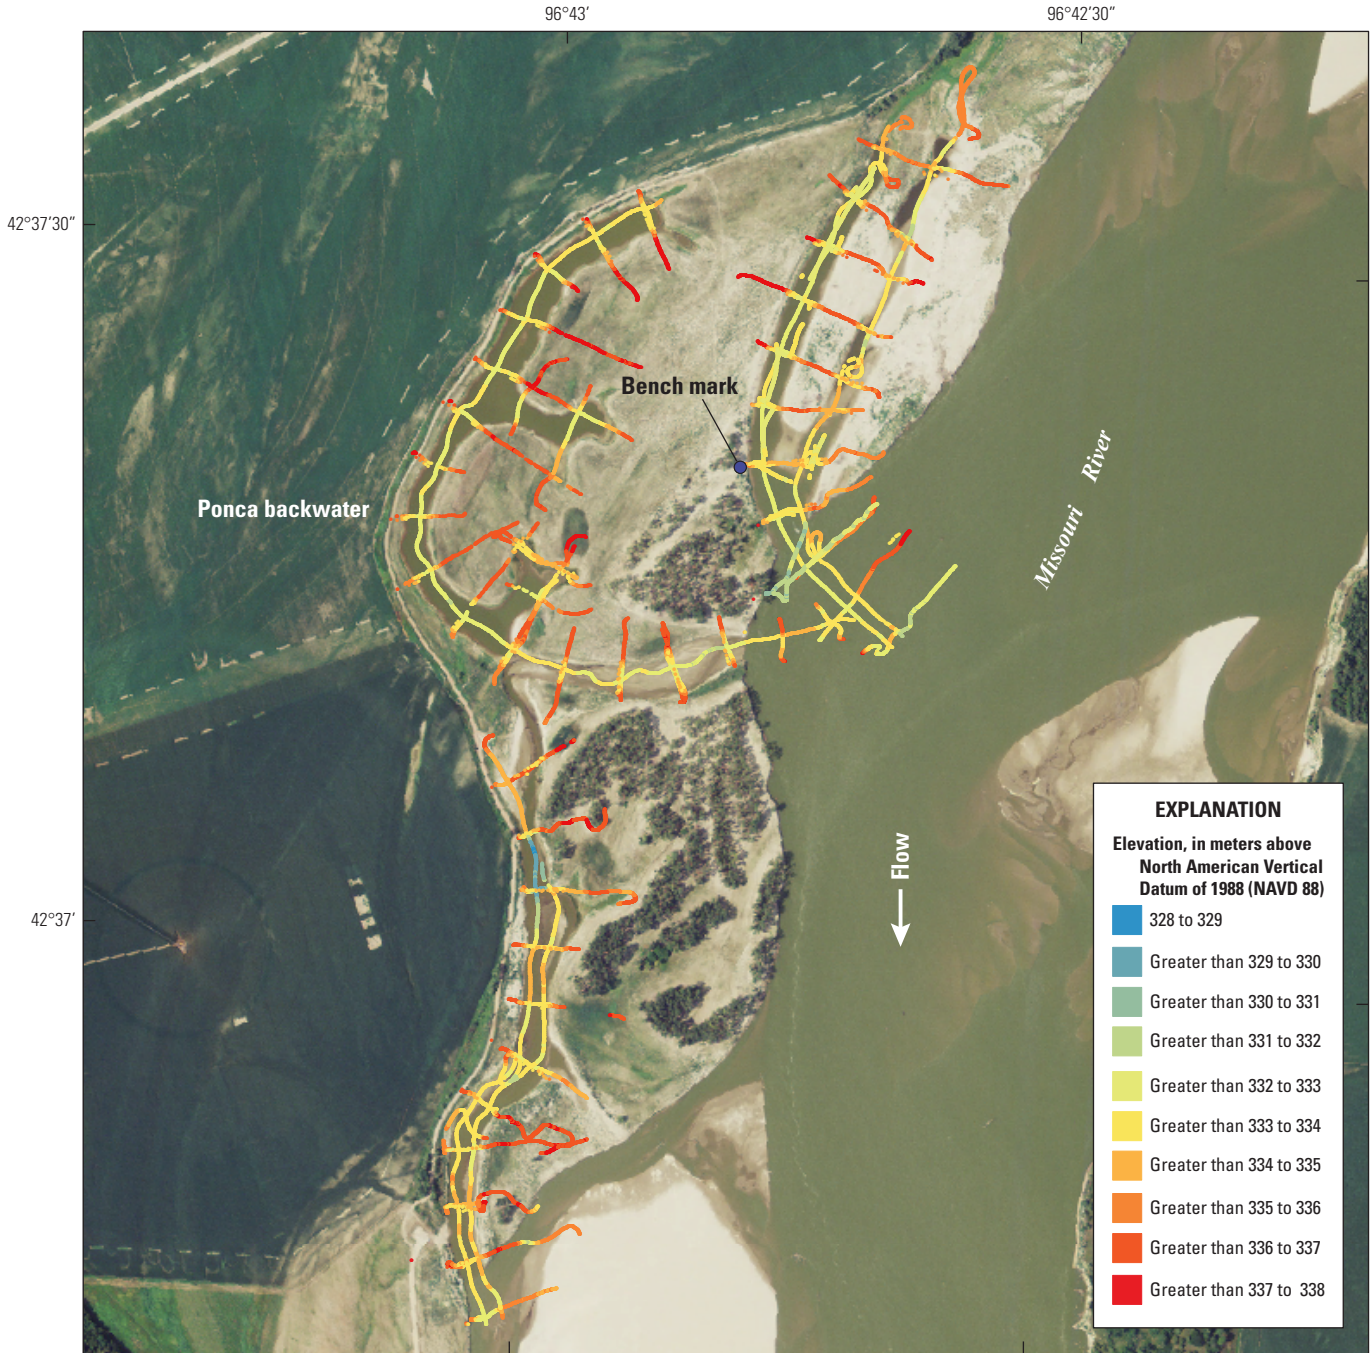 96°43′
96°42′30″
42°37′30″
Bench mark
Ponca backwater
Missouri River
Flow
42°37′
EXPLANATION
Elevation, in meters above
North American Vertical
Datum of 1988 (NAVD 88)
328 to 329
Greater than 329 to 330
Greater than 330 to 331
Greater than 331 to 332
Greater than 332 to 333
Greater than 333 to 334
Greater than 334 to 335
Greater than 335 to 336
Greater than 336 to 337
Greater than 337 to 338